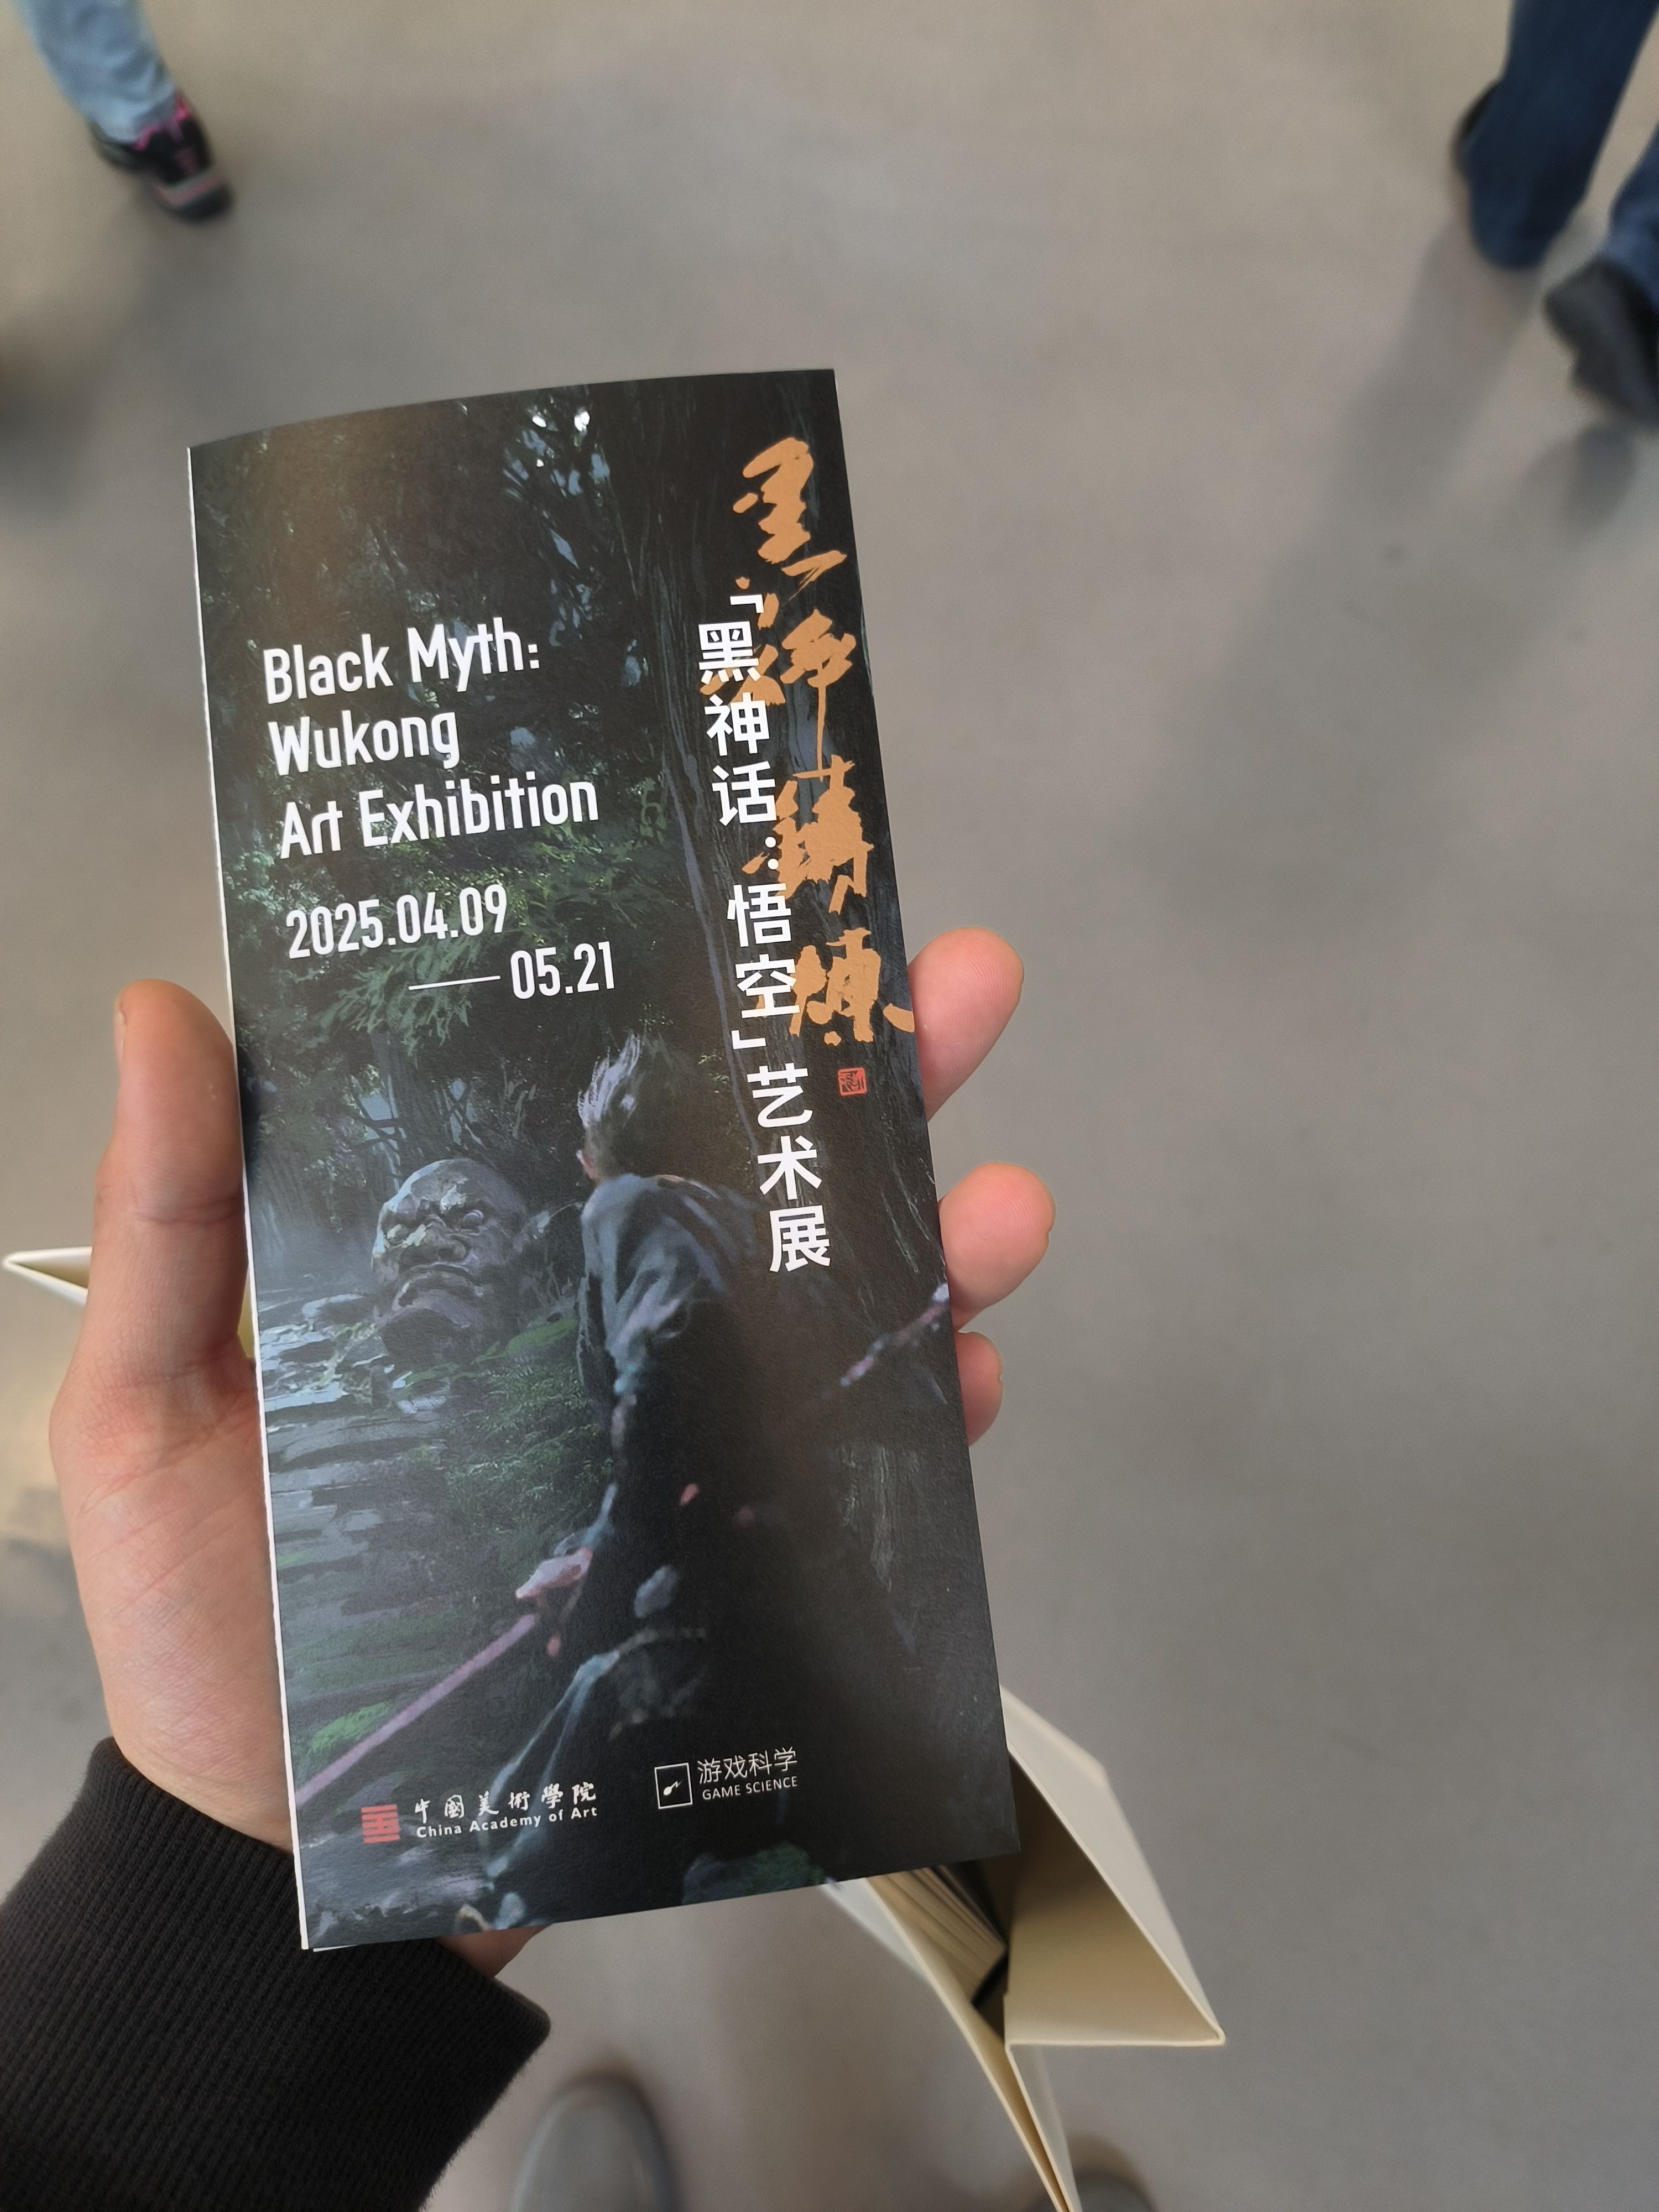 Black Myth:
Wukong
Art Exhibition
2025.04.09
——05.21
「黑神话：悟空」艺术展
中國美術學院
China Academy of Art
游戏科学
GAME SCIENCE